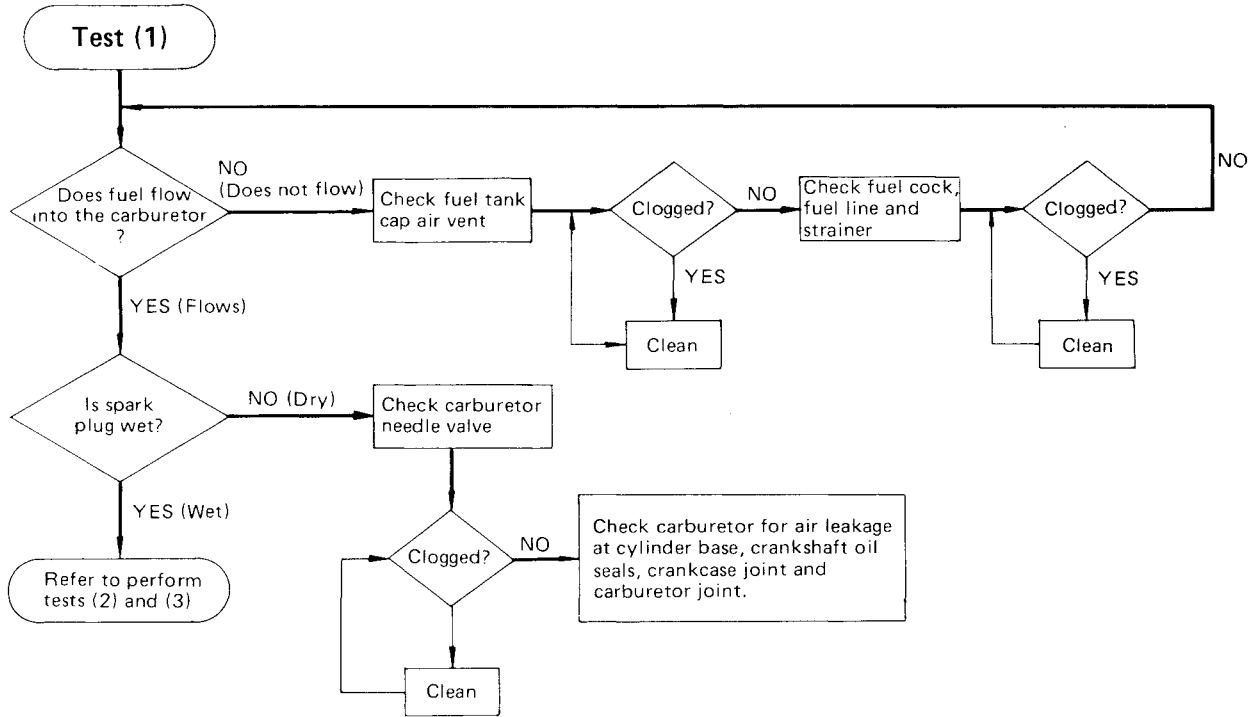 Test (1)
NO
(Does not flow)
Does fuel flow
into the carburetor
?
Check fuel tank
cap air vent
Clogged?
NO
Check fuel cock,
fuel line and
strainer
Clogged?
NO
YES
Clean
YES
Clean
YES (Flows)
Is spark
plug wet?
NO (Dry)
Check carburetor
needle valve
YES (Wet)
Clogged?
NO
Check carburetor for air leakage
at cylinder base, crankshaft oil
seals, crankcase joint and
carburetor joint.
Refer to perform
tests (2) and (3)
Clean